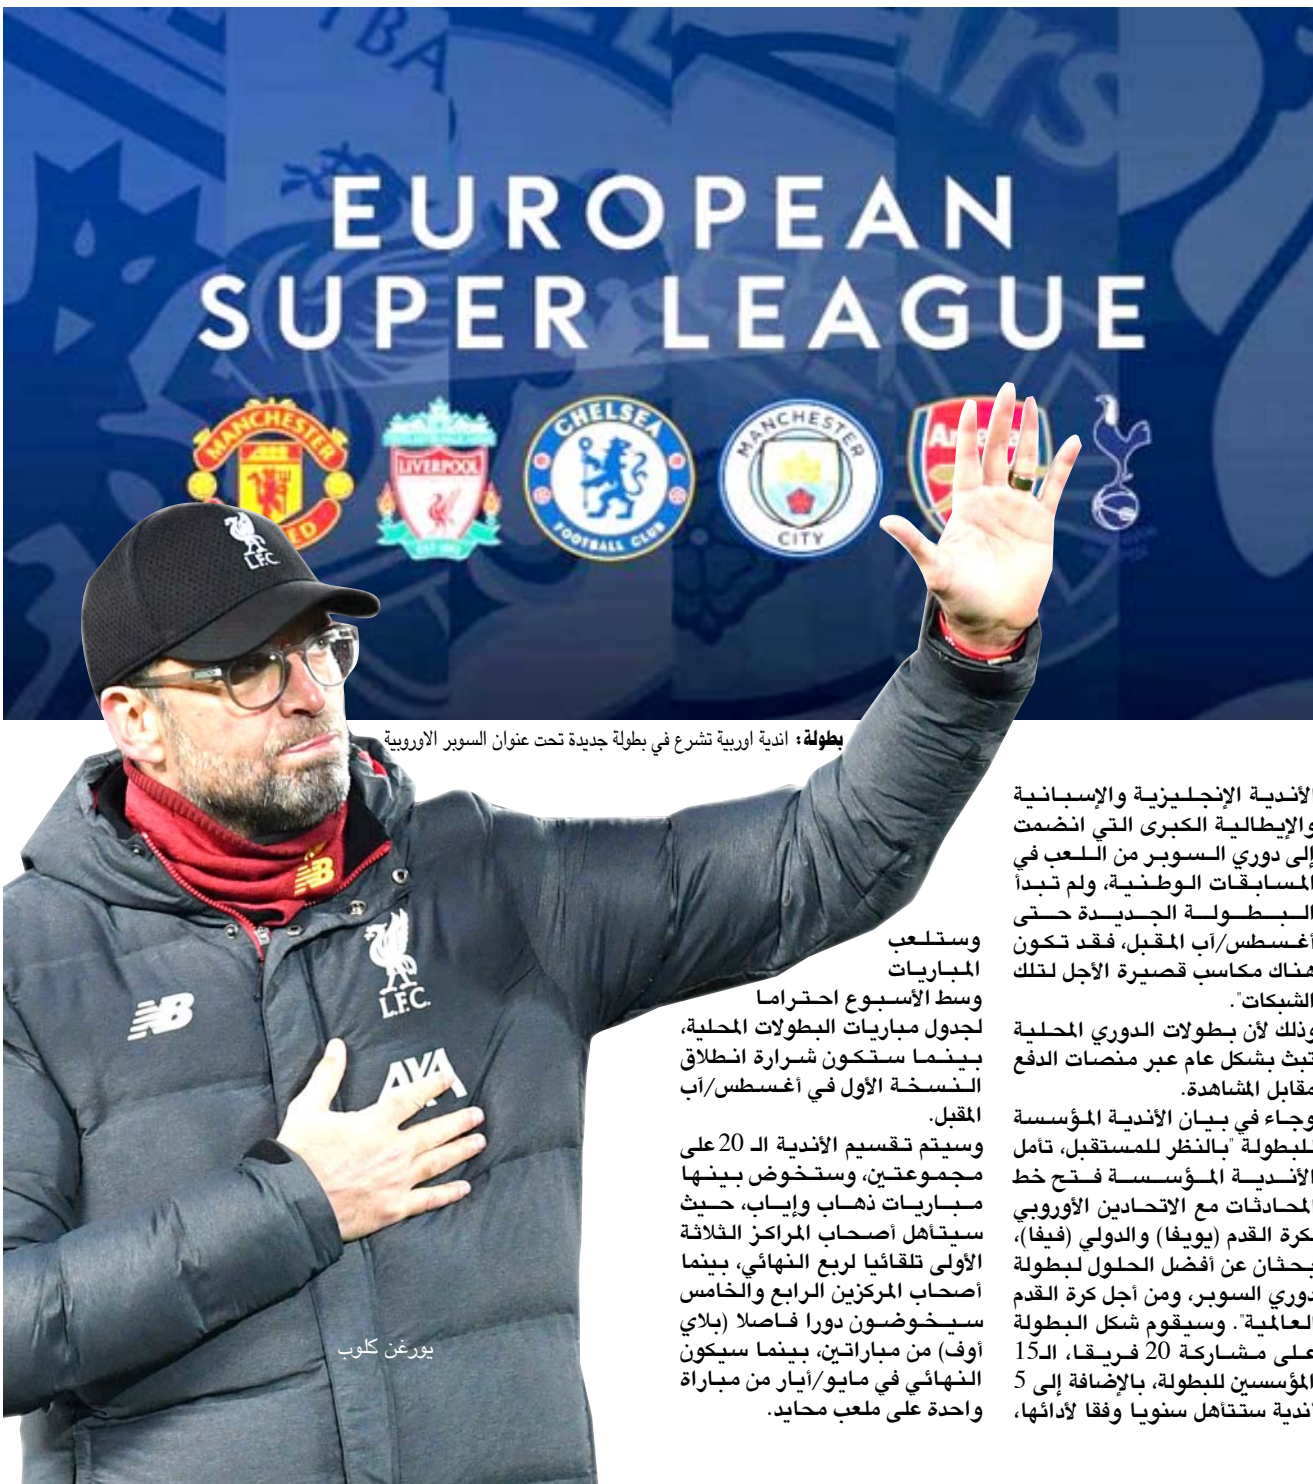 EUROPEAN
SUPER LEAGUE
MANCHESTER
LIVERPOOL
CHELSEA
FOOTBALL CLUB
MANCHESTER
CITY
L.F.C.
بطولة: اندية اوربية تشرع في بطولة جديدة تحت عنوان السوبر الاوروبية
الأندية الإنجليزية والإسبانية
والإيطالية الكبرى التي انضمت
إلى دوري السوبر من اللعب في
المسابقات الوطنية، ولم تبدأ
البطولة الجديدة حتى
أغسطس/آب المقبل، فقد تكون
هناك مكاسب قصيرة الأجل لتلك
الشبكات".
وذلك لأن بطولات الدوري المحلية
تبث بشكل عام عبر منصات الدفع
مقابل المشاهدة.
وجاء في بيان الأندية المؤسسة
للبطولة "بالنظر للمستقبل، تأمل
الأندية المؤسسة فتح خط
المحادثات مع الاتحادين الأوروبي
لكرة القدم (يويفا) والدولي (فيفا)،
بحثان عن أفضل الحلول لبطولة
دوري السوبر، ومن أجل كرة القدم
العالمية". وسيقوم شكل البطولة
على مشاركة 20 فريقا، الـ15
المؤسسين للبطولة، بالإضافة إلى 5
أندية ستتأهل سنويا وفقا لأدائها،
وستلعب
المباريات
وسط الأسبوع احتراما
لجدول مباريات البطولات المحلية،
بينما ستكون شرارة انطلاق
النسخة الأول في أغسطس/آب
المقبل.
وسيتم تقسيم الأندية الـ 20 على
مجموعتين، وستخوض بينها
مباريات ذهاب وإياب، حيث
سيتأهل أصحاب المراكز الثلاثة
الأولى تلقائيا لربع النهائي، بينما
أصحاب المركزين الرابع والخامس
سيخوضون دورا فاصلا (بلاي
أوف) من مباراتين، بينما سيكون
النهائي في مايو/أيار من مباراة
واحدة على ملعب محايد.
L.F.C.
NB
AXA
يورغن كلوب